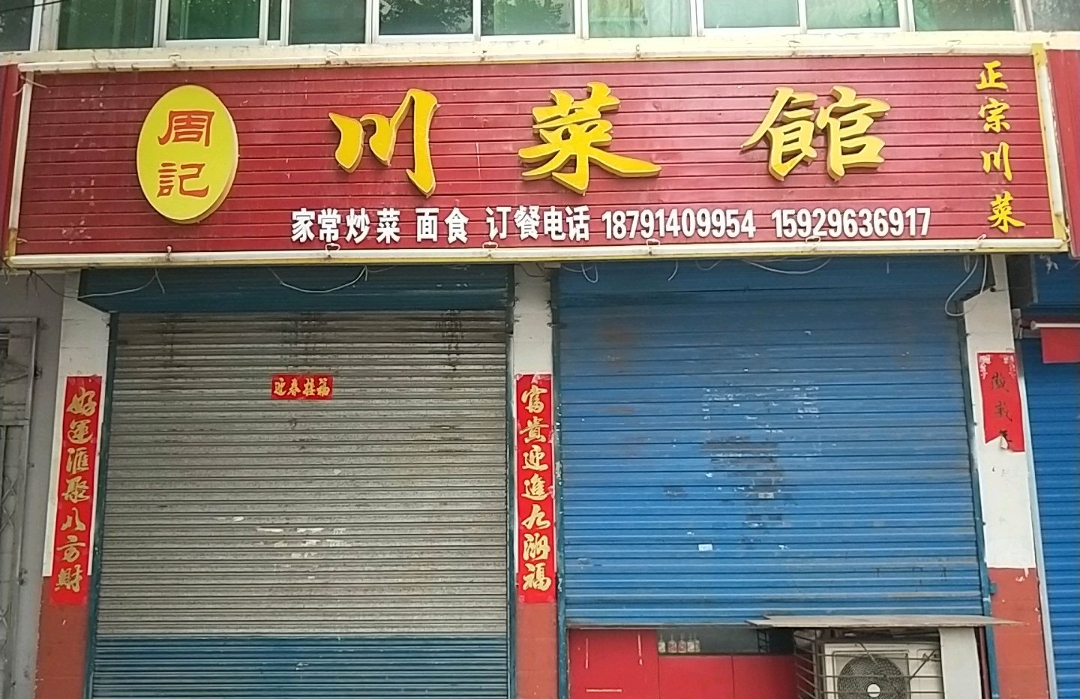 周記
川菜館
正宗川菜
家常炒菜 面食 订餐电话 18791409954 15929636917
迎春接福
好運滙聚八方財
富貴迎進九洲福